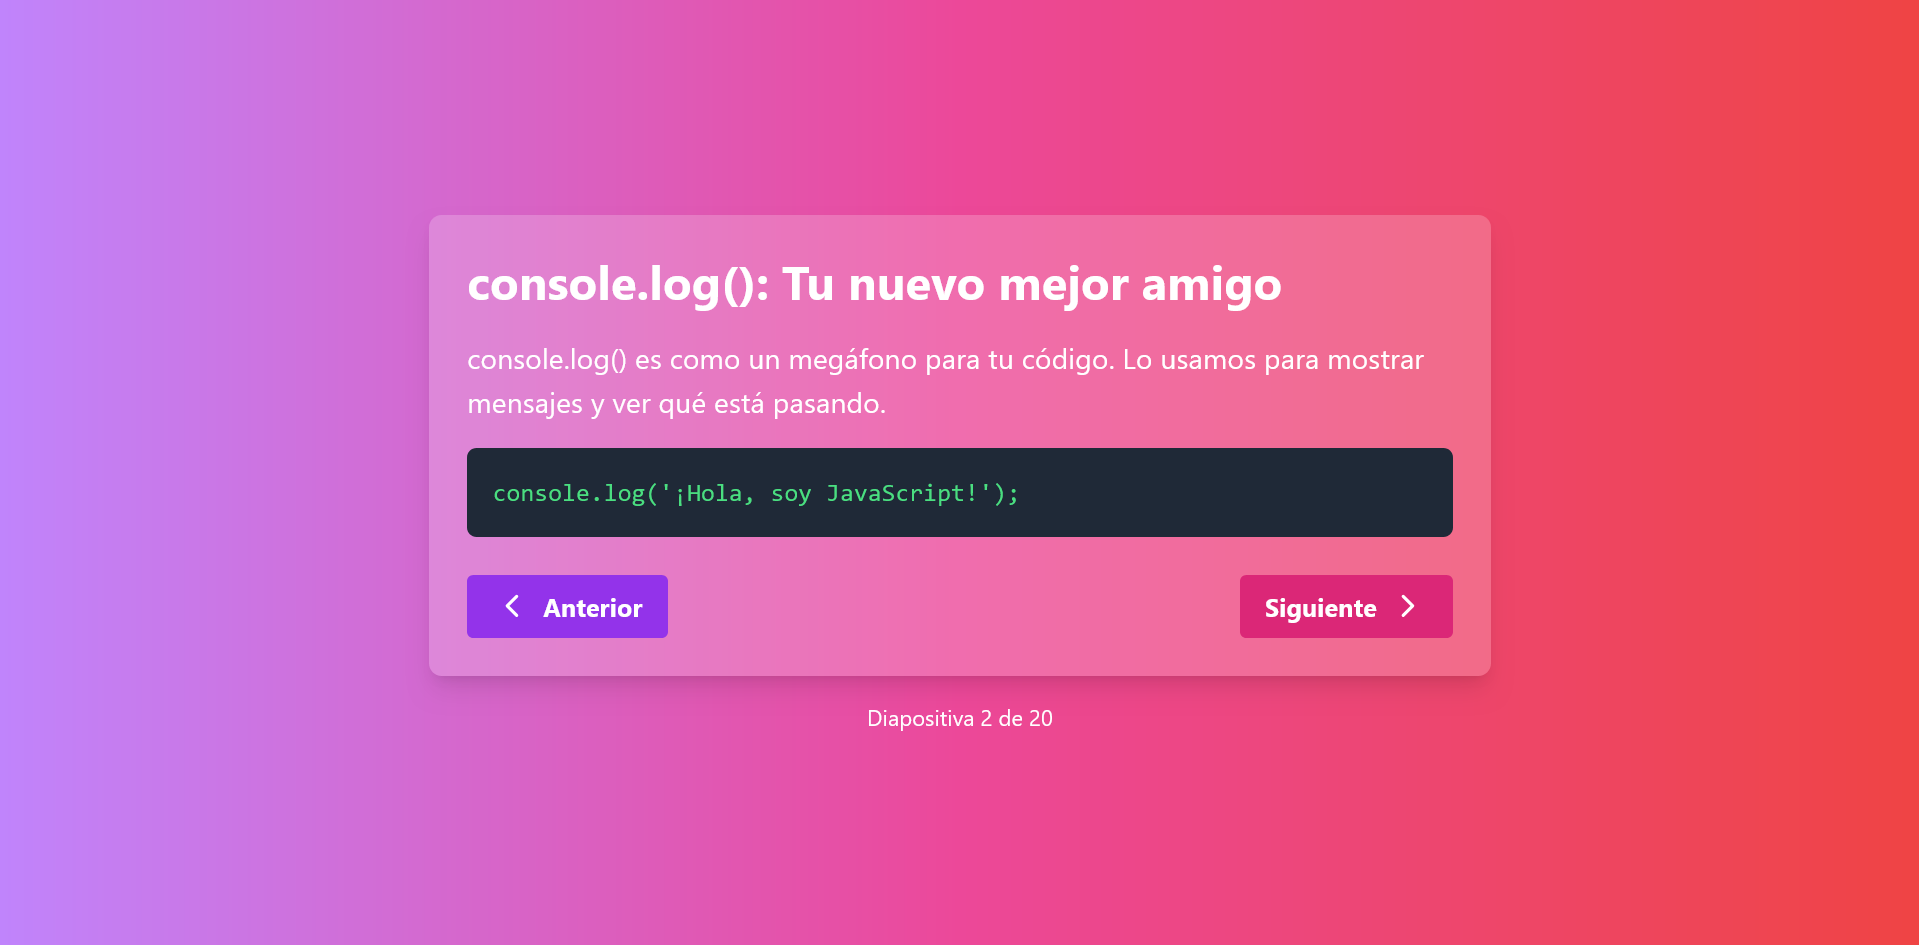 console.log(): Tu nuevo mejor amigo
console.log() es como un megáfono para tu código. Lo usamos para mostrar
mensajes y ver qué está pasando.
console.log('¡Hola, soy JavaScript!');
Anterior
Siguiente
Diapositiva 2 de 20